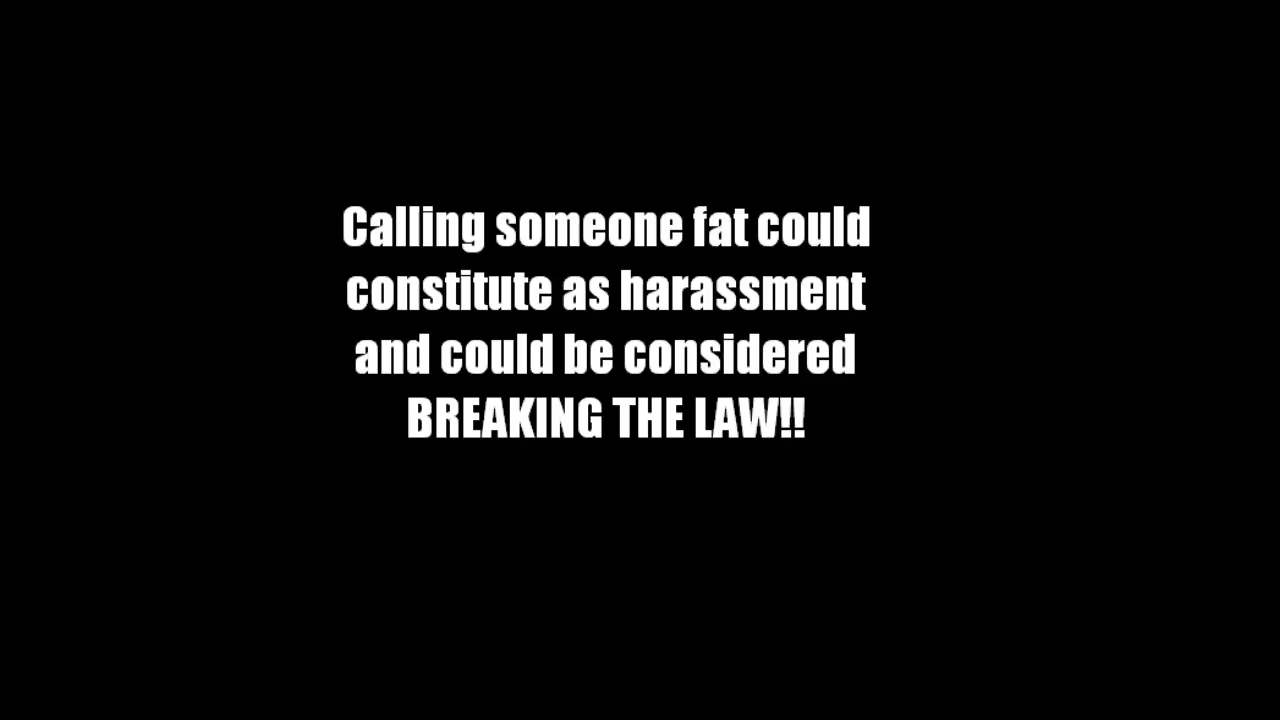 Calling someone fat could
constitute as harassment
and could be considered
BREAKING THE LAW!!